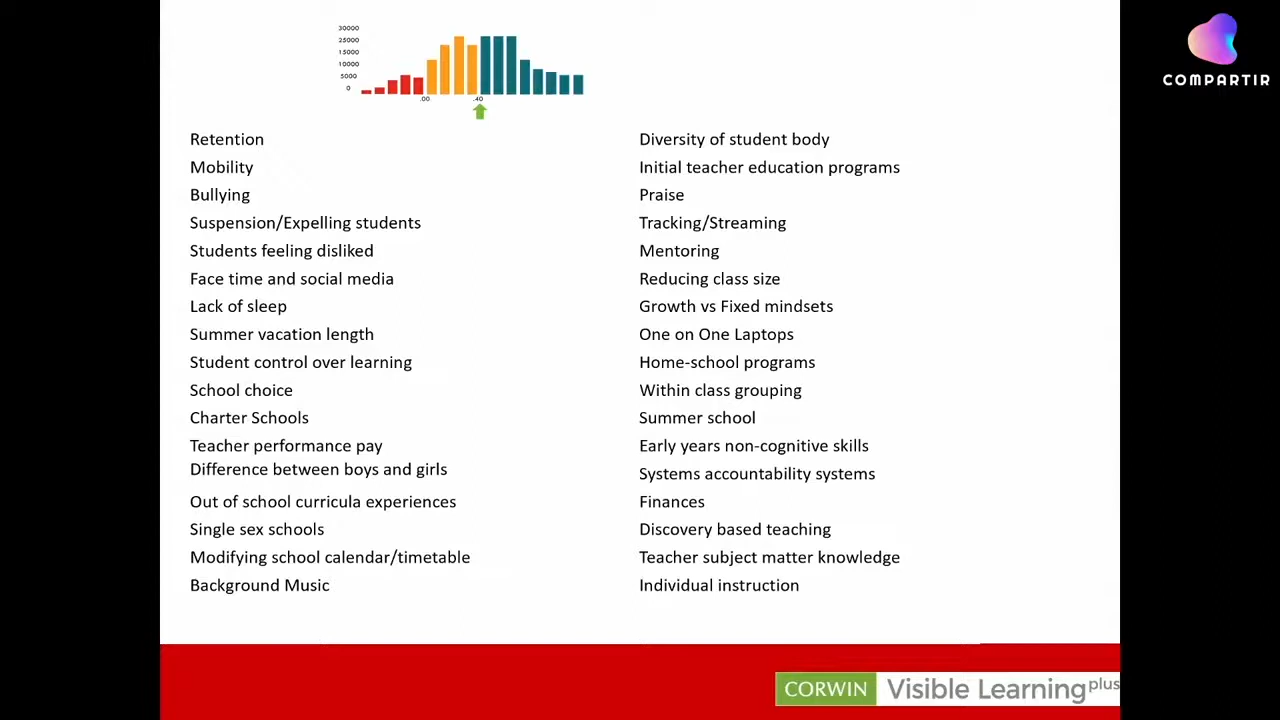 30000
25000
15000
10000
5000
0
.00
.40
COMPARTIR
Retention
Mobility
Bullying
Suspension/Expelling students
Students feeling disliked
Face time and social media
Lack of sleep
Summer vacation length
Student control over learning
School choice
Charter Schools
Teacher performance pay
Difference between boys and girls
Out of school curricula experiences
Single sex schools
Modifying school calendar/timetable
Background Music
Diversity of student body
Initial teacher education programs
Praise
Tracking/Streaming
Mentoring
Reducing class size
Growth vs Fixed mindsets
One on One Laptops
Home-school programs
Within class grouping
Summer school
Early years non-cognitive skills
Systems accountability systems
Finances
Discovery based teaching
Teacher subject matter knowledge
Individual instruction
CORWIN Visible Learning plus